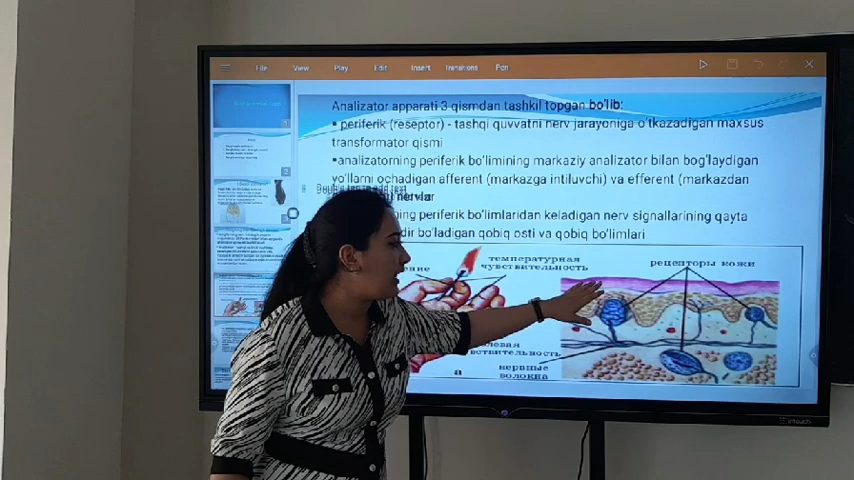 File View Play Edit Insert Transitions Pen
Analizator apparati 3 qismdan tashkil topgan bo'lib:
▪ periferik (reseptor) - tashqi quvvatni nerv jarayoniga o'tkazadigan maxsus
transformator qismi
▪analizatorning periferik bo'limining markaziy analizator bilan bog'laydigan
yo'llarni ochadigan afferent (markazga intiluvchi) va efferent (markazdan
nervlar
ning periferik bo'limlaridan keladigan nerv signallarining qayta
dir bo'ladigan qobiq osti va qobiq bo'limlari
температурная
чувствительность
рецепторы кожи
нервные
волокна
а
intouch